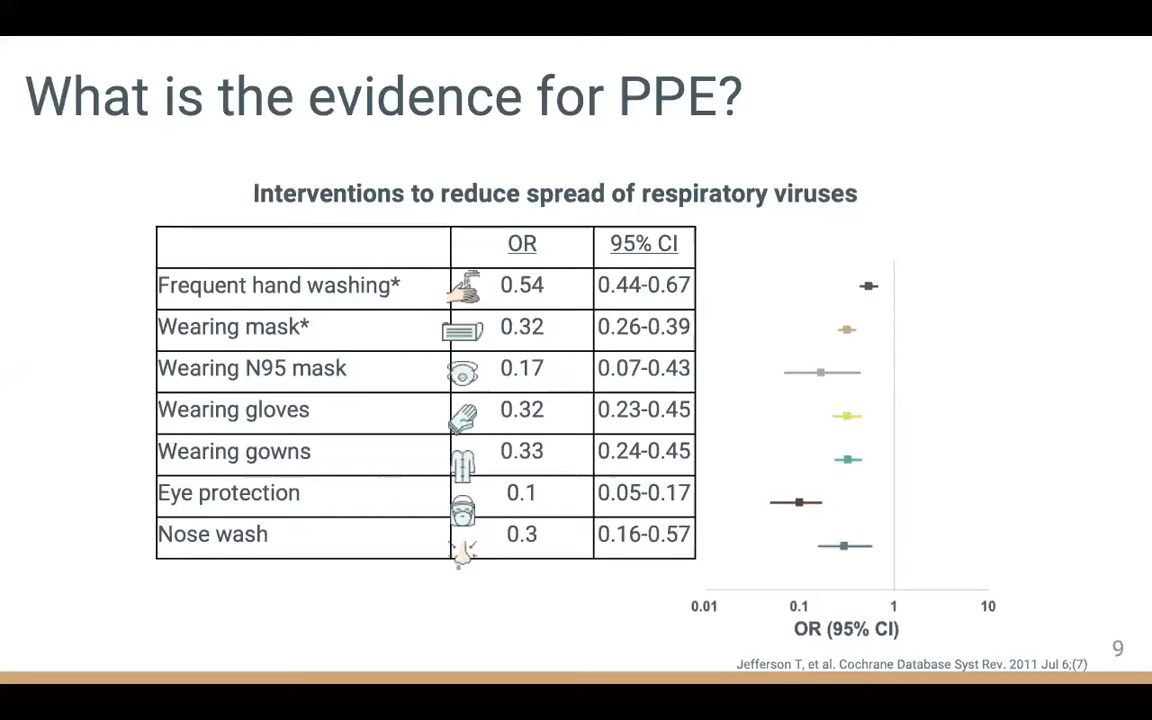 What is the evidence for PPE?
Interventions to reduce spread of respiratory viruses
OR 95% CI
Frequent hand washing* 0.54 0.44-0.67
Wearing mask* 0.32 0.26-0.39
Wearing N95 mask 0.17 0.07-0.43
Wearing gloves 0.32 0.23-0.45
Wearing gowns 0.33 0.24-0.45
Eye protection 0.1 0.05-0.17
Nose wash 0.3 0.16-0.57
0.01 0.1 1 10
OR (95% CI)
9
Jefferson T, et al. Cochrane Database Syst Rev. 2011 Jul 6;(7)